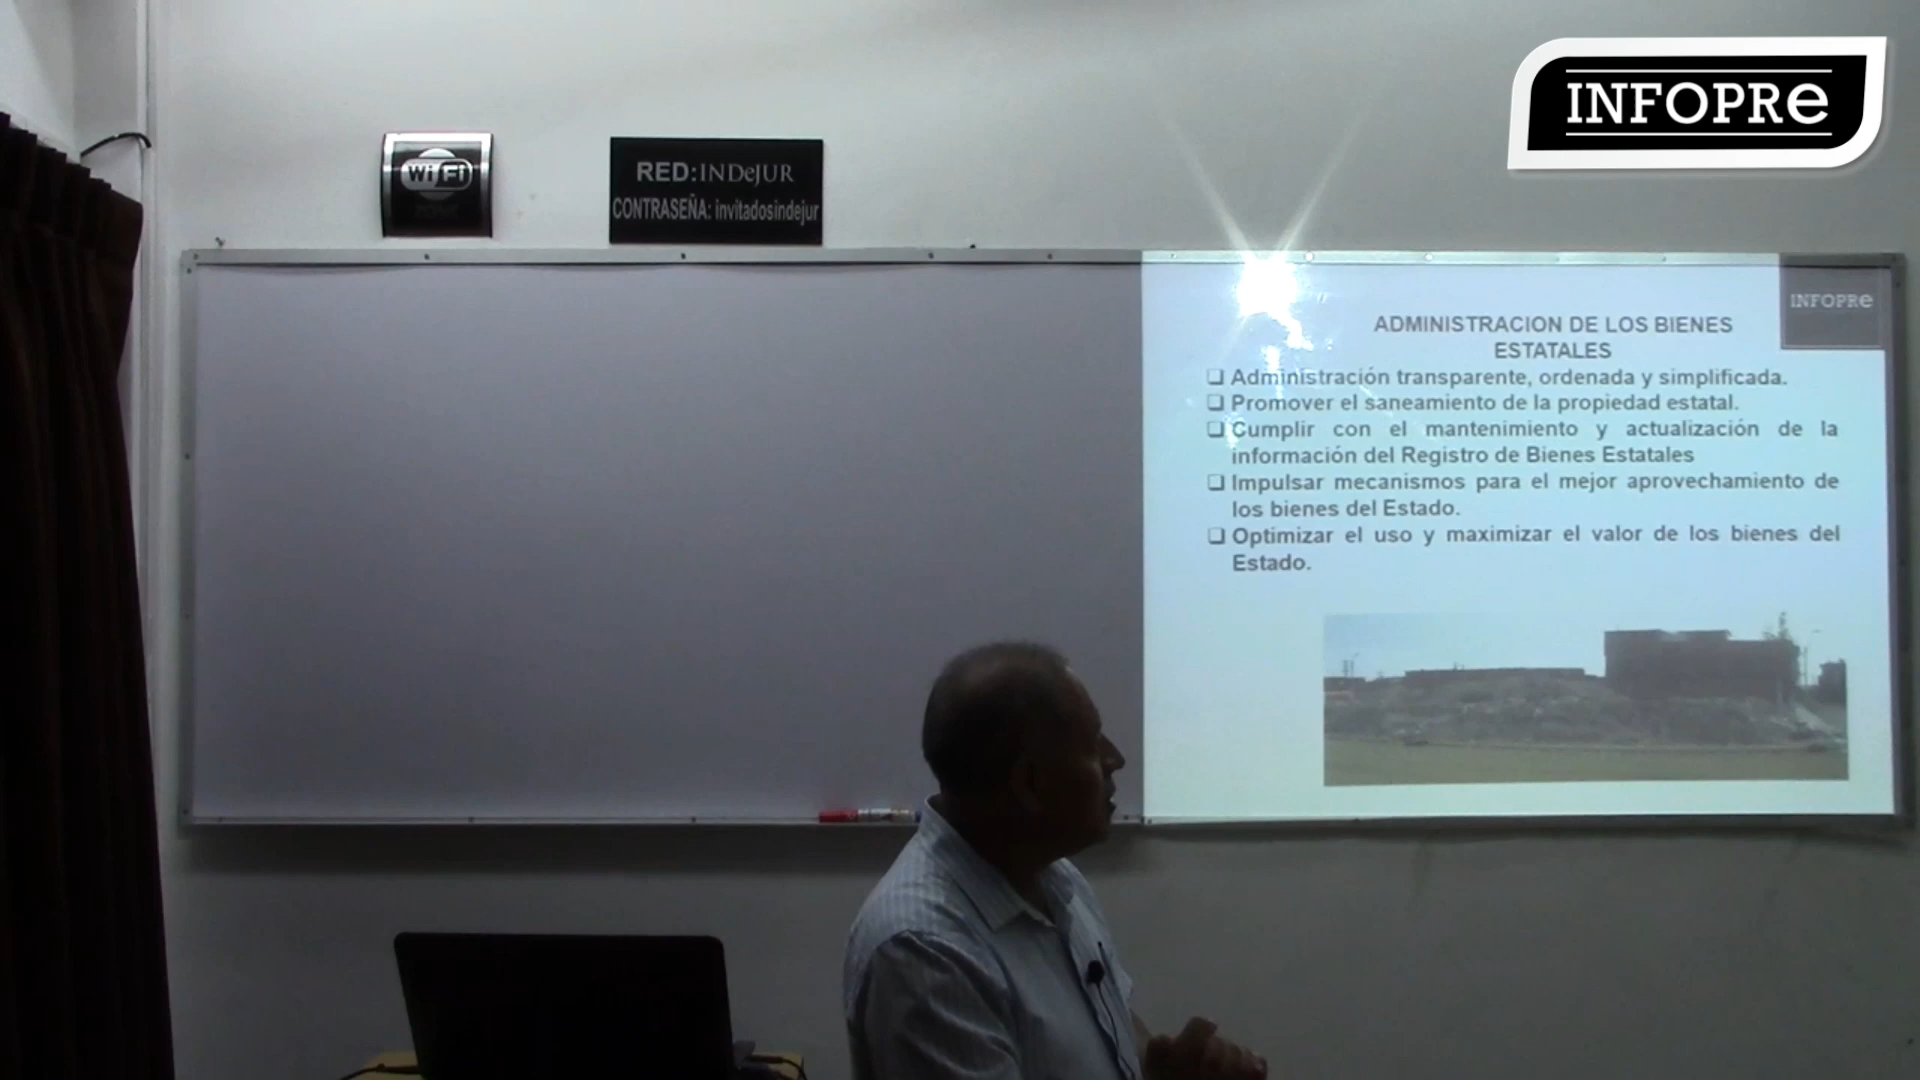 INFOPRe
Wi Fi
RED:INDeJUR
CONTRASEÑA: invitadosindejur
INFOPRe
ADMINISTRACION DE LOS BIENES
ESTATALES
❑ Administración transparente, ordenada y simplificada.
❑ Promover el saneamiento de la propiedad estatal.
❑ Cumplir con el mantenimiento y actualización de la
información del Registro de Bienes Estatales
❑ Impulsar mecanismos para el mejor aprovechamiento de
los bienes del Estado.
❑ Optimizar el uso y maximizar el valor de los bienes del
Estado.